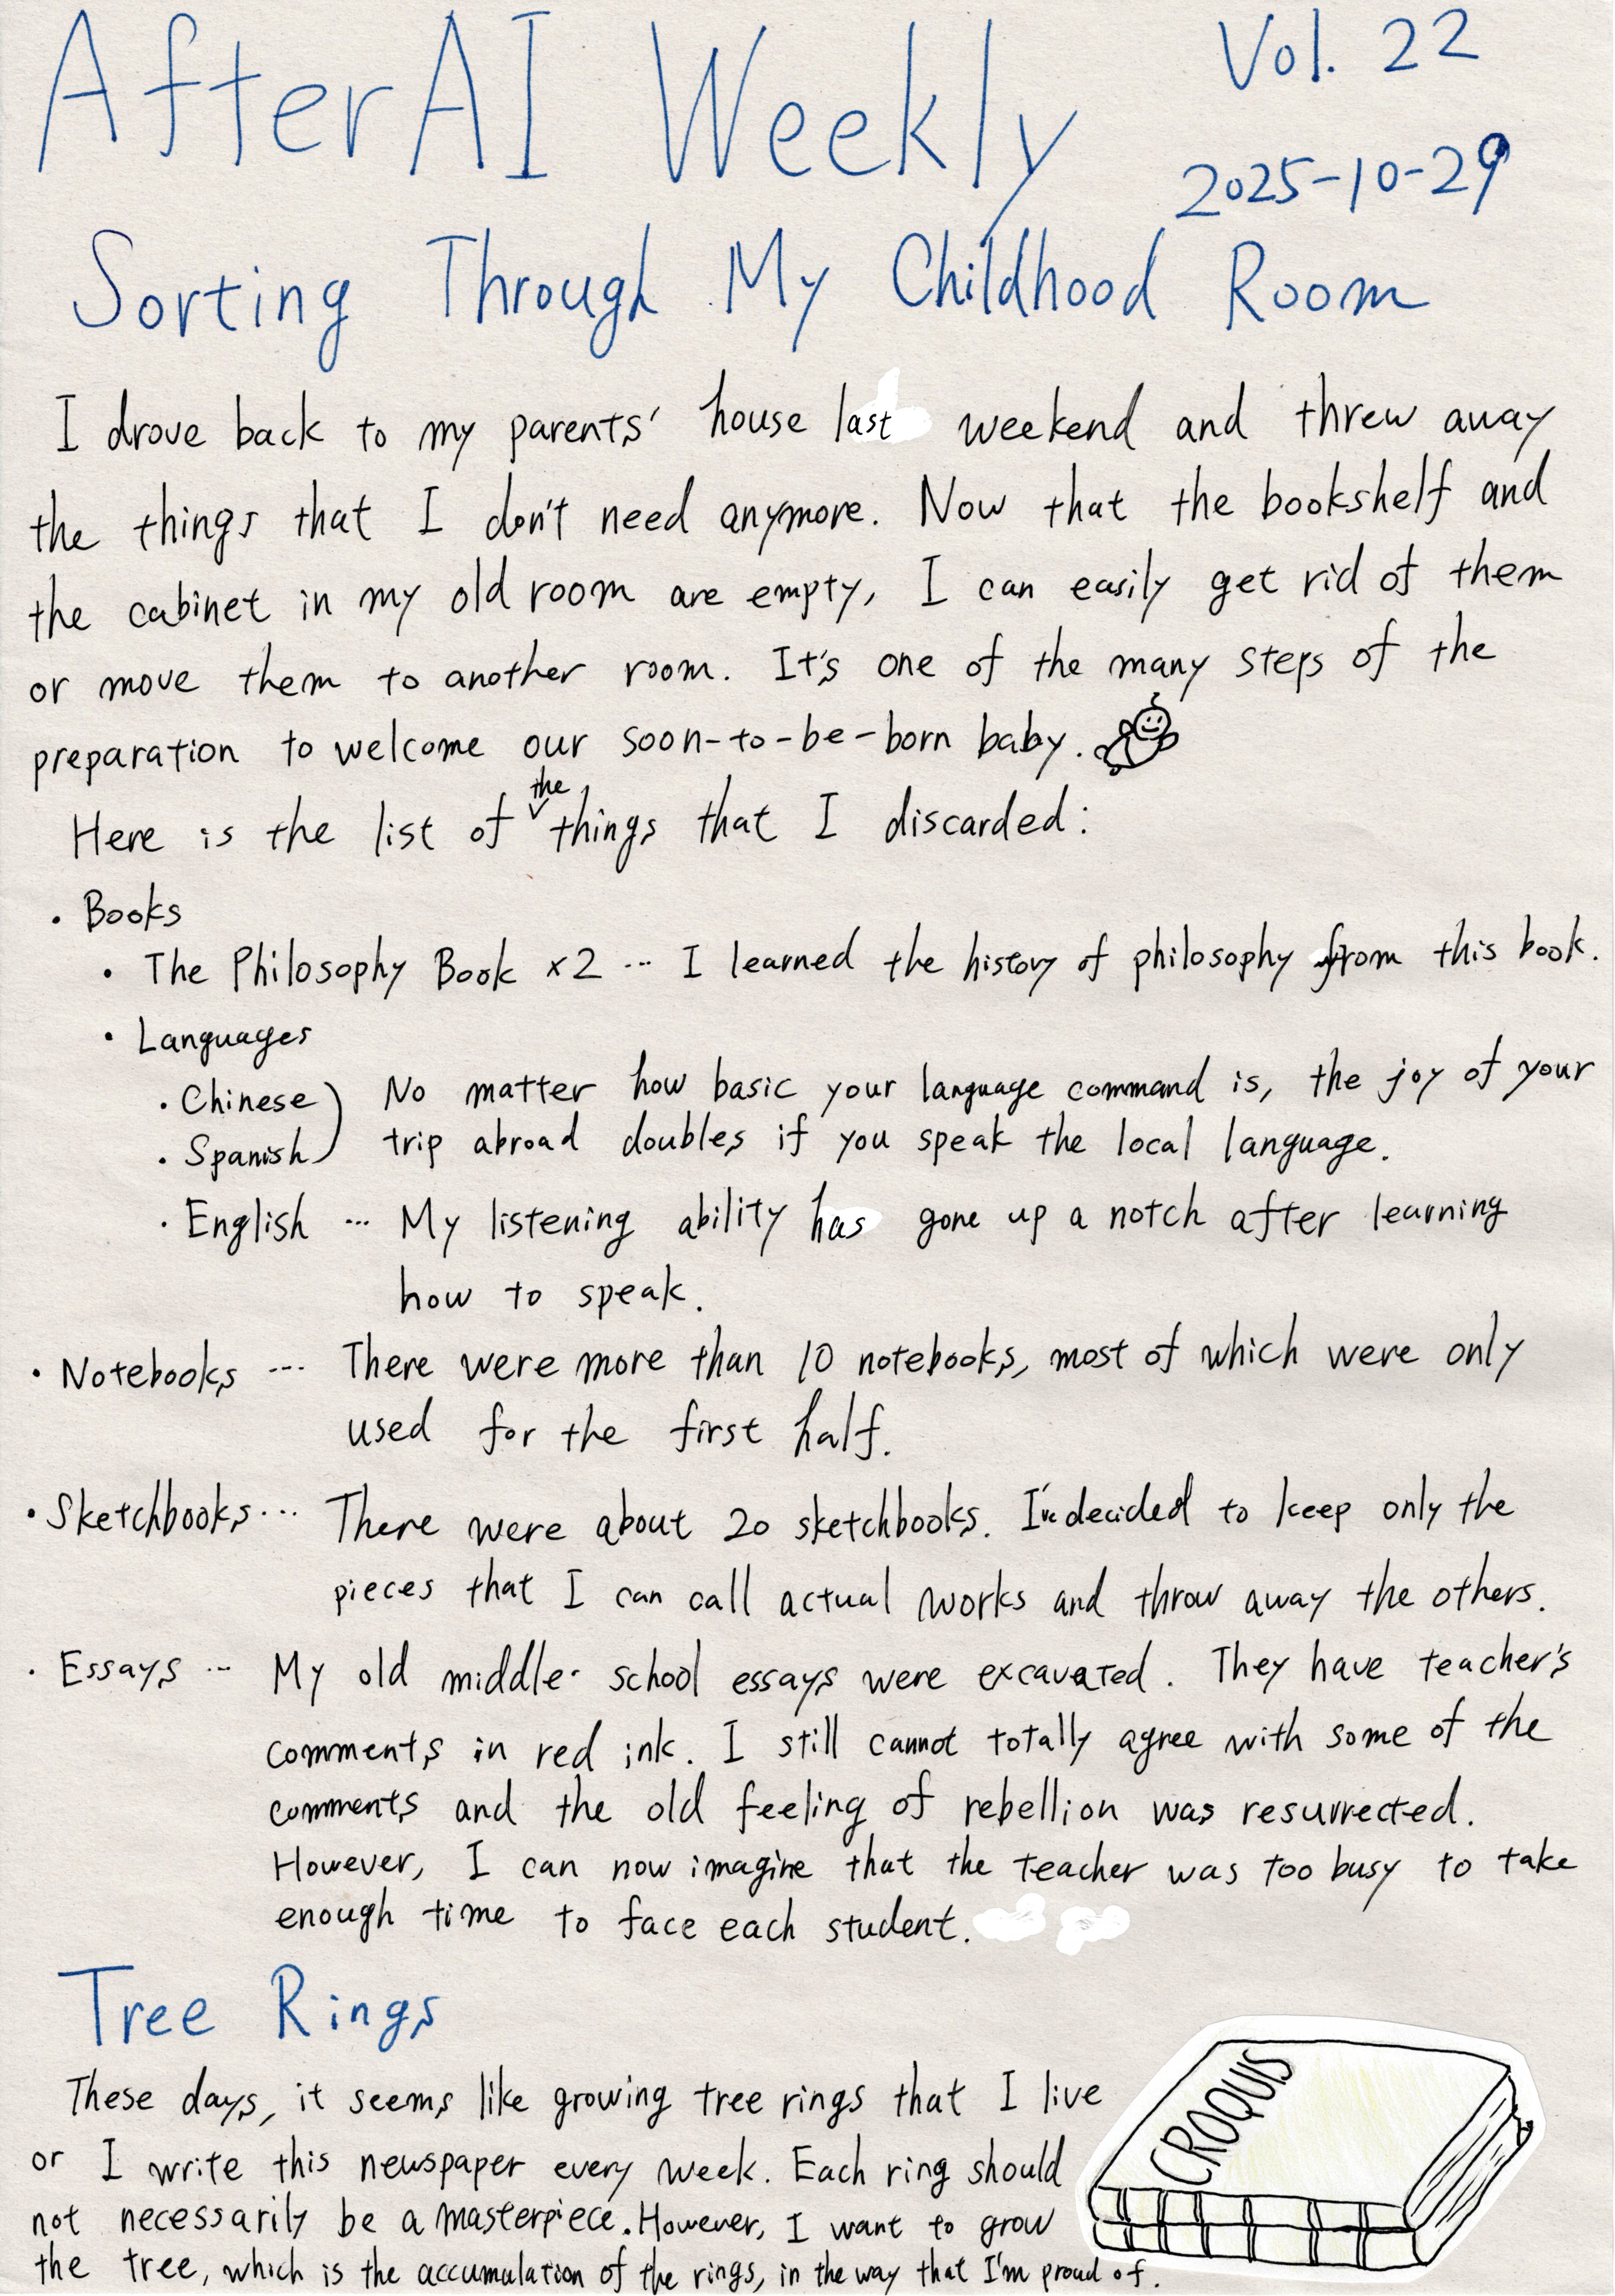 AfterAI Weekly
Vol. 22
2025-10-29
Sorting Through My Childhood Room
I drove back to my parents' house last weekend and threw away
the things that I don't need anymore. Now that the bookshelf and
the cabinet in my old room are empty, I can easily get rid of them
or move them to another room. It's one of the many steps of the
preparation to welcome our soon-to-be-born baby.
Here is the list of the things that I discarded:
• Books
• The Philosophy Book x2 ... I learned the history of philosophy from this book.
• Languages
• Chinese) No matter how basic your language command is, the joy of your
• Spanish) trip abroad doubles if you speak the local language.
• English ... My listening ability has gone up a notch after learning
how to speak.
• Notebooks ... There were more than 10 notebooks, most of which were only
used for the first half.
• Sketchbooks ... There were about 20 sketchbooks. I've decided to keep only the
pieces that I can call actual works and throw away the others.
• Essays ... My old middle school essays were excavated. They have teacher's
comments in red ink. I still cannot totally agree with some of the
comments and the old feeling of rebellion was resurrected.
However, I can now imagine that the teacher was too busy to take
enough time to face each student.
Tree Rings
These days, it seems like growing tree rings that I live
or I write this newspaper every week. Each ring should
not necessarily be a masterpiece. However, I want to grow
the tree, which is the accumulation of the rings, in the way that I'm proud of.
CROQUIS